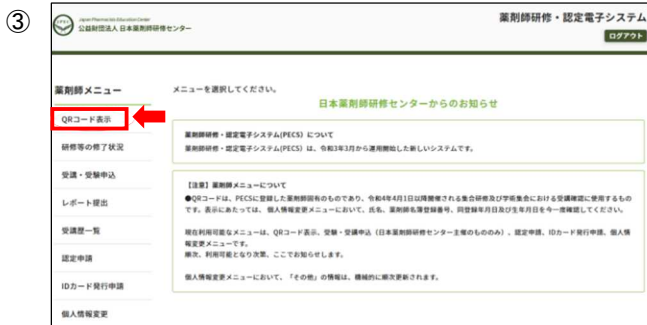 ③
Japan Pharmacists Education Center
公益財団法人 日本薬剤師研修センター
薬剤師研修・認定電子システム
ログアウト
薬剤師メニュー
QRコード表示
研修等の修了状況
受講・受験申込
レポート提出
受講歴一覧
認定申請
IDカード発行申請
個人情報変更
メニューを選択してください。
日本薬剤師研修センターからのお知らせ
薬剤師研修・認定電子システム(PECS)について
薬剤師研修・認定電子システム(PECS)は、令和3年3月から運用開始した新しいシステムです。
【注意】薬剤師メニューについて
●QRコードは、PECSに登録した薬剤師固有のものであり、令和4年4月1日以降開催される集合研修及び学術集会における受講確認に使用するもの
です。表示にあたっては、個人情報変更メニューにおいて、氏名、薬剤師名簿登録番号、同登録年月日及び生年月日を今一度確認してください。
現在利用可能なメニューは、QRコード表示、受験・受講申込（日本薬剤師研修センター主催のもののみ）、認定申請、IDカード発行申請、個人情
報変更メニューです。
順次、利用可能となり次第、ここでお知らせします。
個人情報変更メニューにおいて、「その他」の情報は、機械的に順次更新されます。